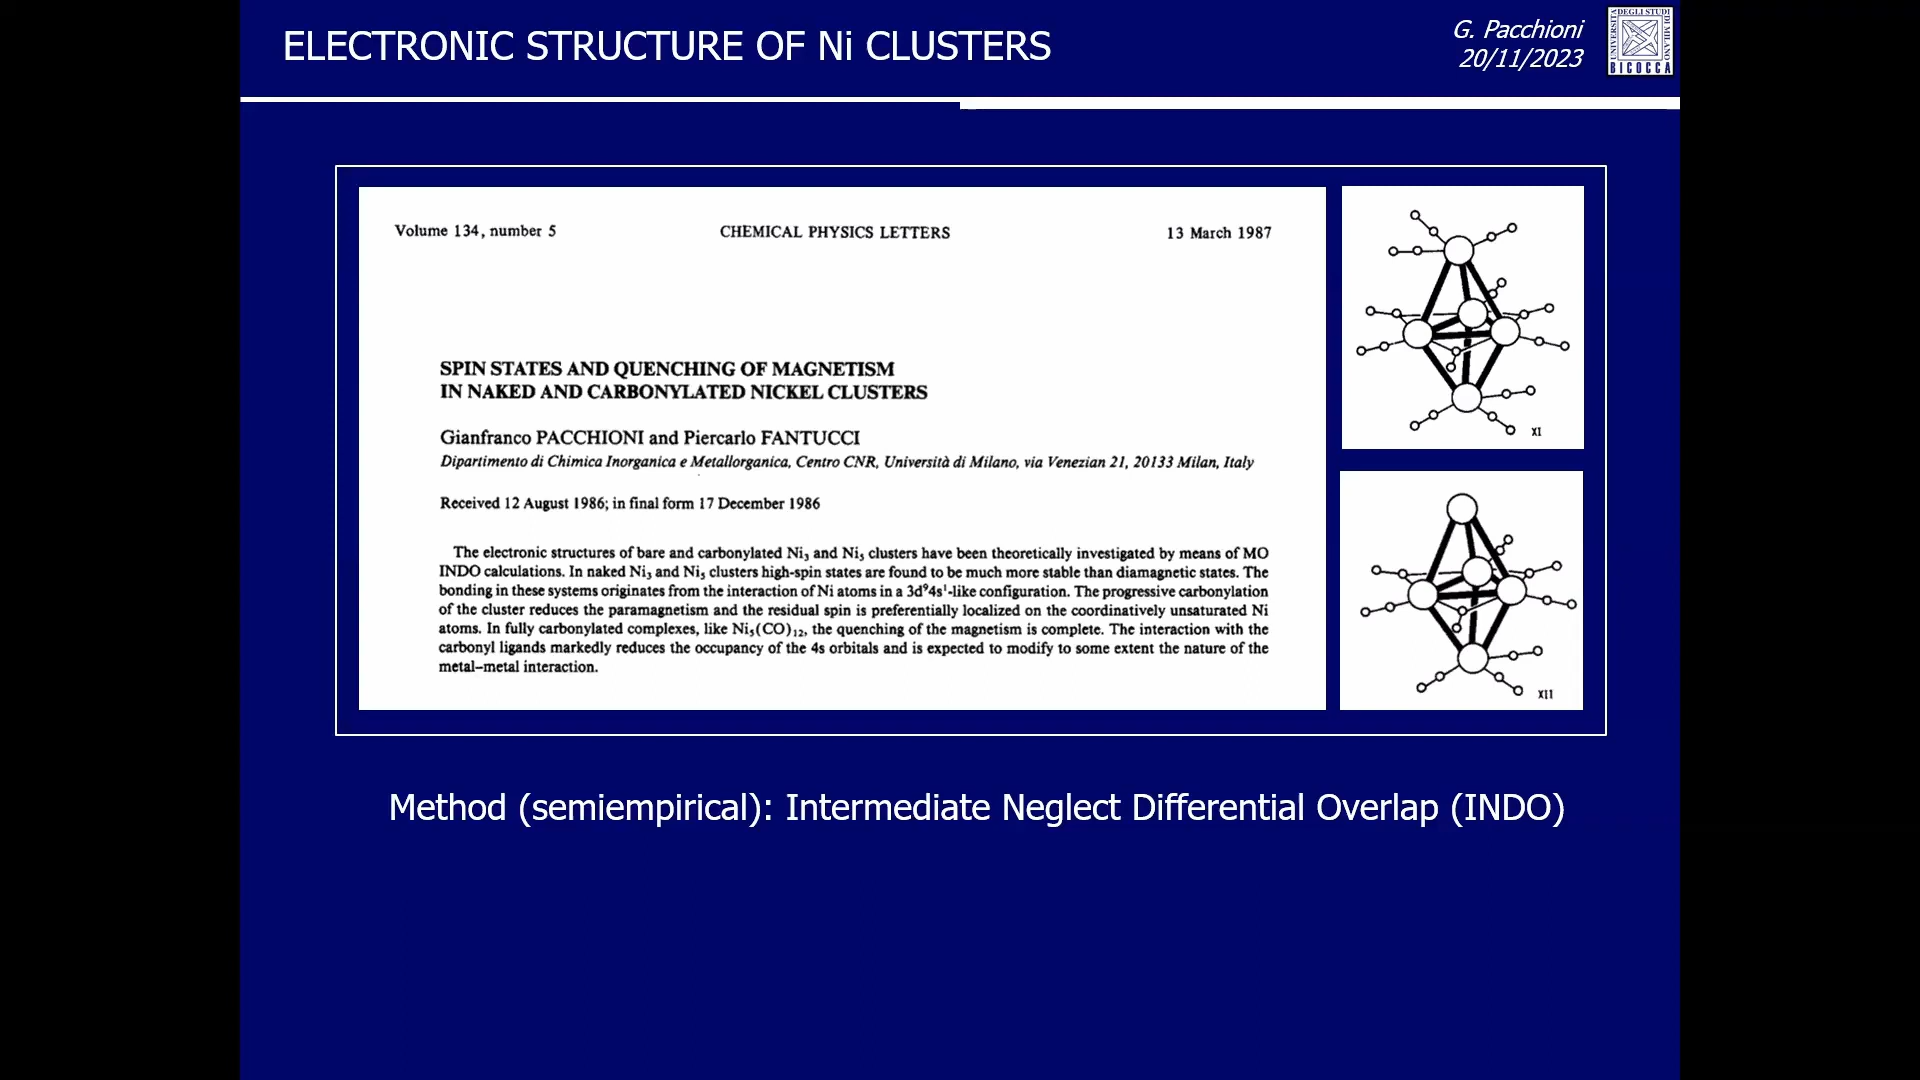 ELECTRONIC STRUCTURE OF Ni CLUSTERS
G. Pacchioni
20/11/2023
UNIVERSITÀ DEGLI STUDI DI MILANO
BICOCCA
Volume 134, number 5 CHEMICAL PHYSICS LETTERS 13 March 1987
SPIN STATES AND QUENCHING OF MAGNETISM
IN NAKED AND CARBONYLATED NICKEL CLUSTERS
Gianfranco PACCHIONI and Piercarlo FANTUCCI
Dipartimento di Chimica Inorganica e Metallorganica, Centro CNR, Università di Milano, via Venezian 21, 20133 Milan, Italy
Received 12 August 1986; in final form 17 December 1986
The electronic structures of bare and carbonylated Ni₃ and Ni₅ clusters have been theoretically investigated by means of MO
INDO calculations. In naked Ni₃ and Ni₅ clusters high-spin states are found to be much more stable than diamagnetic states. The
bonding in these systems originates from the interaction of Ni atoms in a 3d⁹4s¹-like configuration. The progressive carbonylation
of the cluster reduces the paramagnetism and the residual spin is preferentially localized on the coordinatively unsaturated Ni
atoms. In fully carbonylated complexes, like Ni₅(CO)₁₂, the quenching of the magnetism is complete. The interaction with the
carbonyl ligands markedly reduces the occupancy of the 4s orbitals and is expected to modify to some extent the nature of the
metal–metal interaction.
XI
XII
Method (semiempirical): Intermediate Neglect Differential Overlap (INDO)